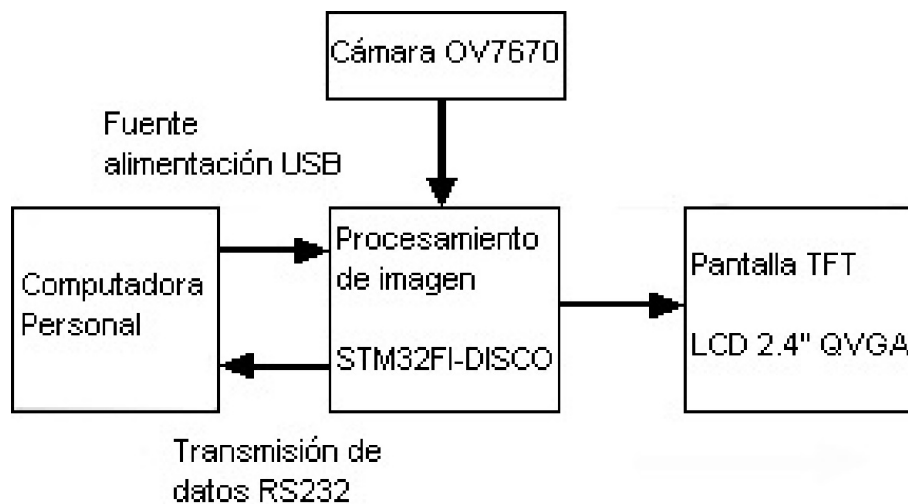 Cámara OV7670
Fuente
alimentación USB
Computadora
Personal
Procesamiento
de imagen
STM32FI-DISCO
Pantalla TFT
LCD 2.4" QVGA
Transmisión de
datos RS232